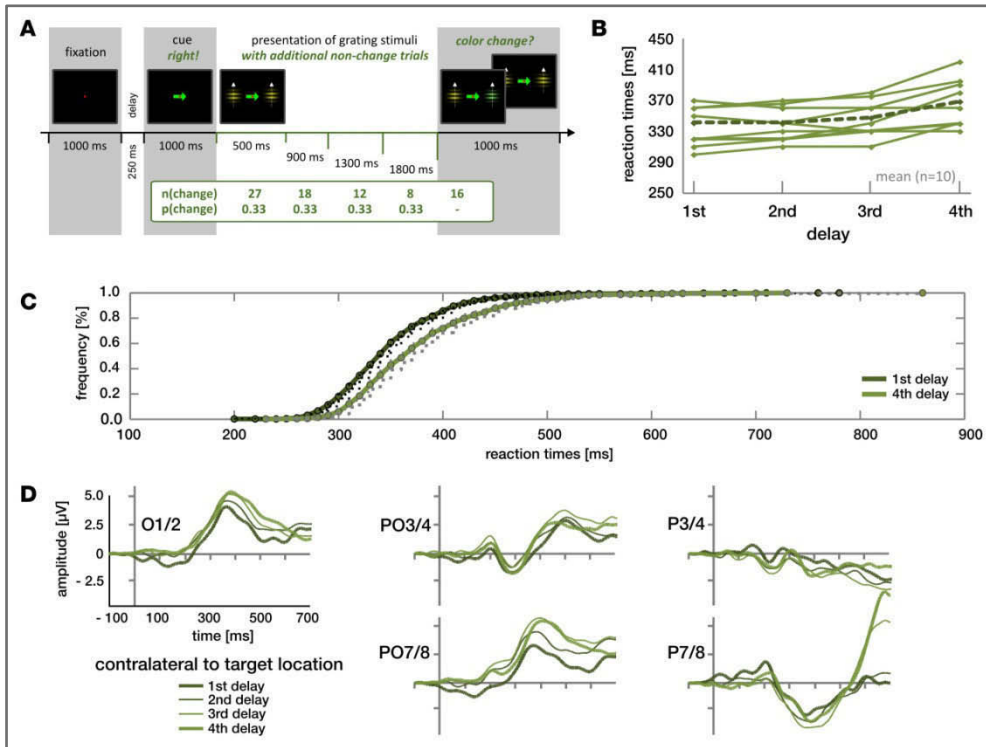 A
fixation
cue
right!
presentation of grating stimuli
with additional non-change trials
color change?
delay
1000 ms
250 ms
1000 ms
500 ms
900 ms
1300 ms
1800 ms
1000 ms
n(change) 27 18 12 8 16
p(change) 0.33 0.33 0.33 0.33 -
B
reaction times [ms]
450
410
370
330
290
250
mean (n=10)
1st 2nd 3rd 4th
delay
C
frequency [%]
1.0
0.8
0.6
0.4
0.2
0.0
1st delay
4th delay
100 200 300 400 500 600 700 800 900
reaction times [ms]
D
amplitude [µV]
5.0
2.5
0
- 2.5
O1/2
- 100 100 300 500 700
time [ms]
contralateral to target location
1st delay
2nd delay
3rd delay
4th delay
PO3/4
PO7/8
P3/4
P7/8